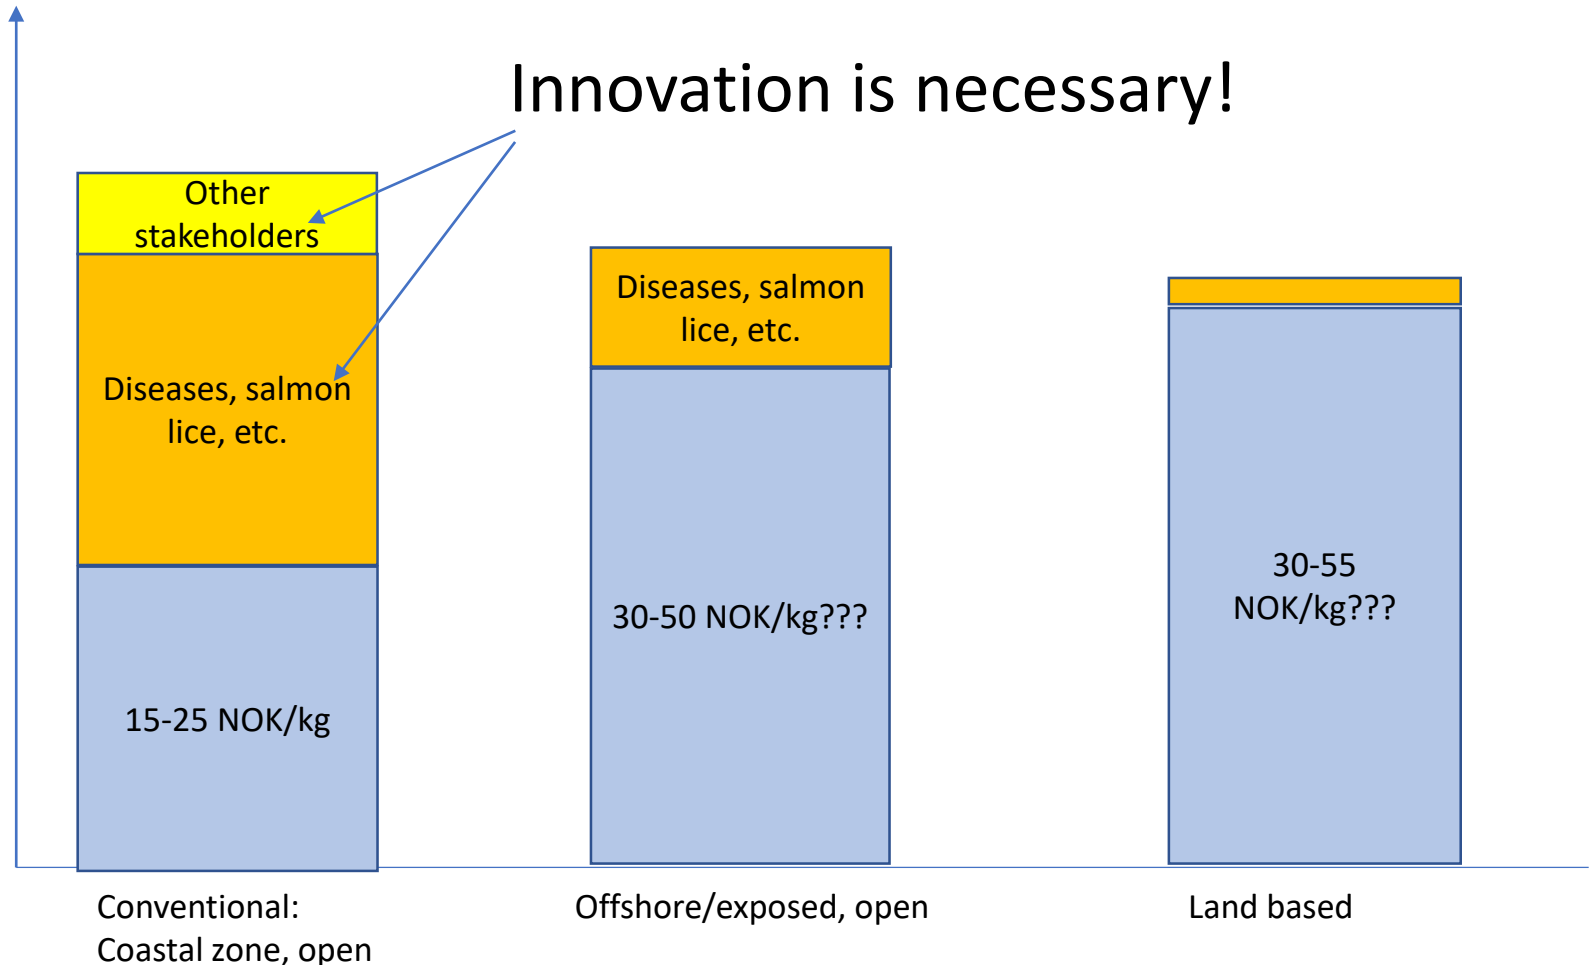 Innovation is necessary!
Other
stakeholders
Diseases, salmon
lice, etc.
15-25 NOK/kg
Diseases, salmon
lice, etc.
30-50 NOK/kg???
30-55
NOK/kg???
Conventional:
Coastal zone, open
Offshore/exposed, open
Land based